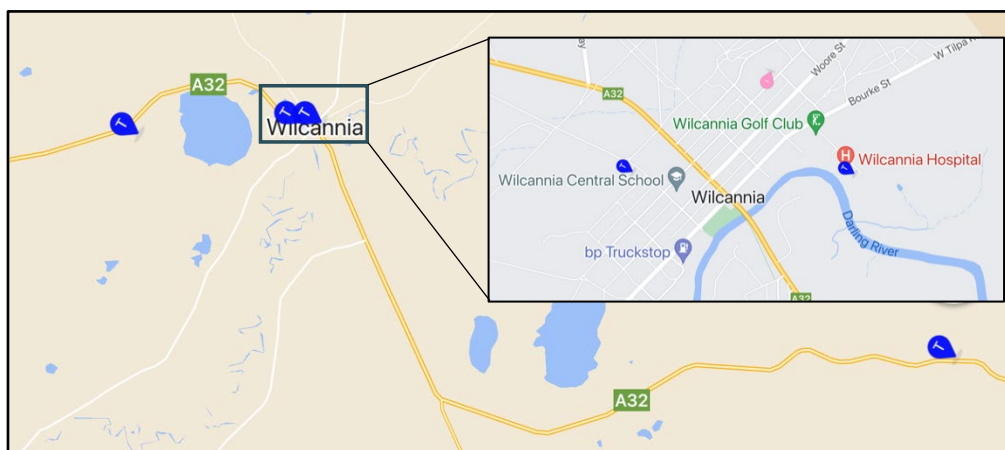 A32
T
T
T
Wilcannia
A32
T
A32
Woore St
Bourke St
W Tilpa
Wilcannia Golf Club
H
Wilcannia Hospital
T
T
Wilcannia Central School
Wilcannia
Darling River
bp Truckstop
A32